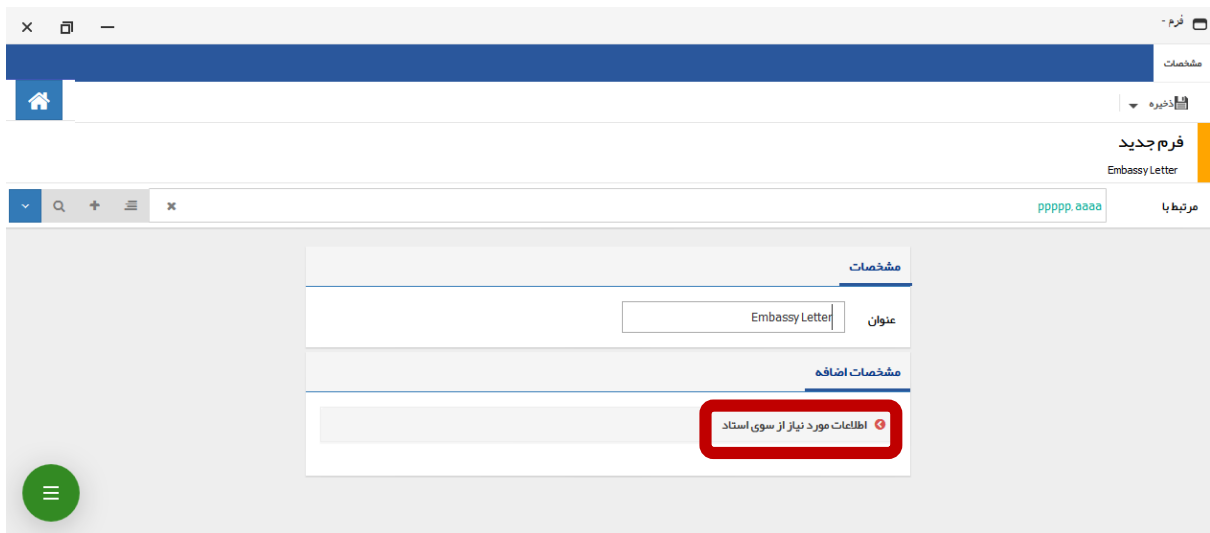 فرم -
مشخصات
ذخیره
فرم جدید
Embassy Letter
مرتبط با ppppp, aaaa
مشخصات
عنوان Embassy Letter
مشخصات اضافه
اطلاعات مورد نیاز از سوی استاد